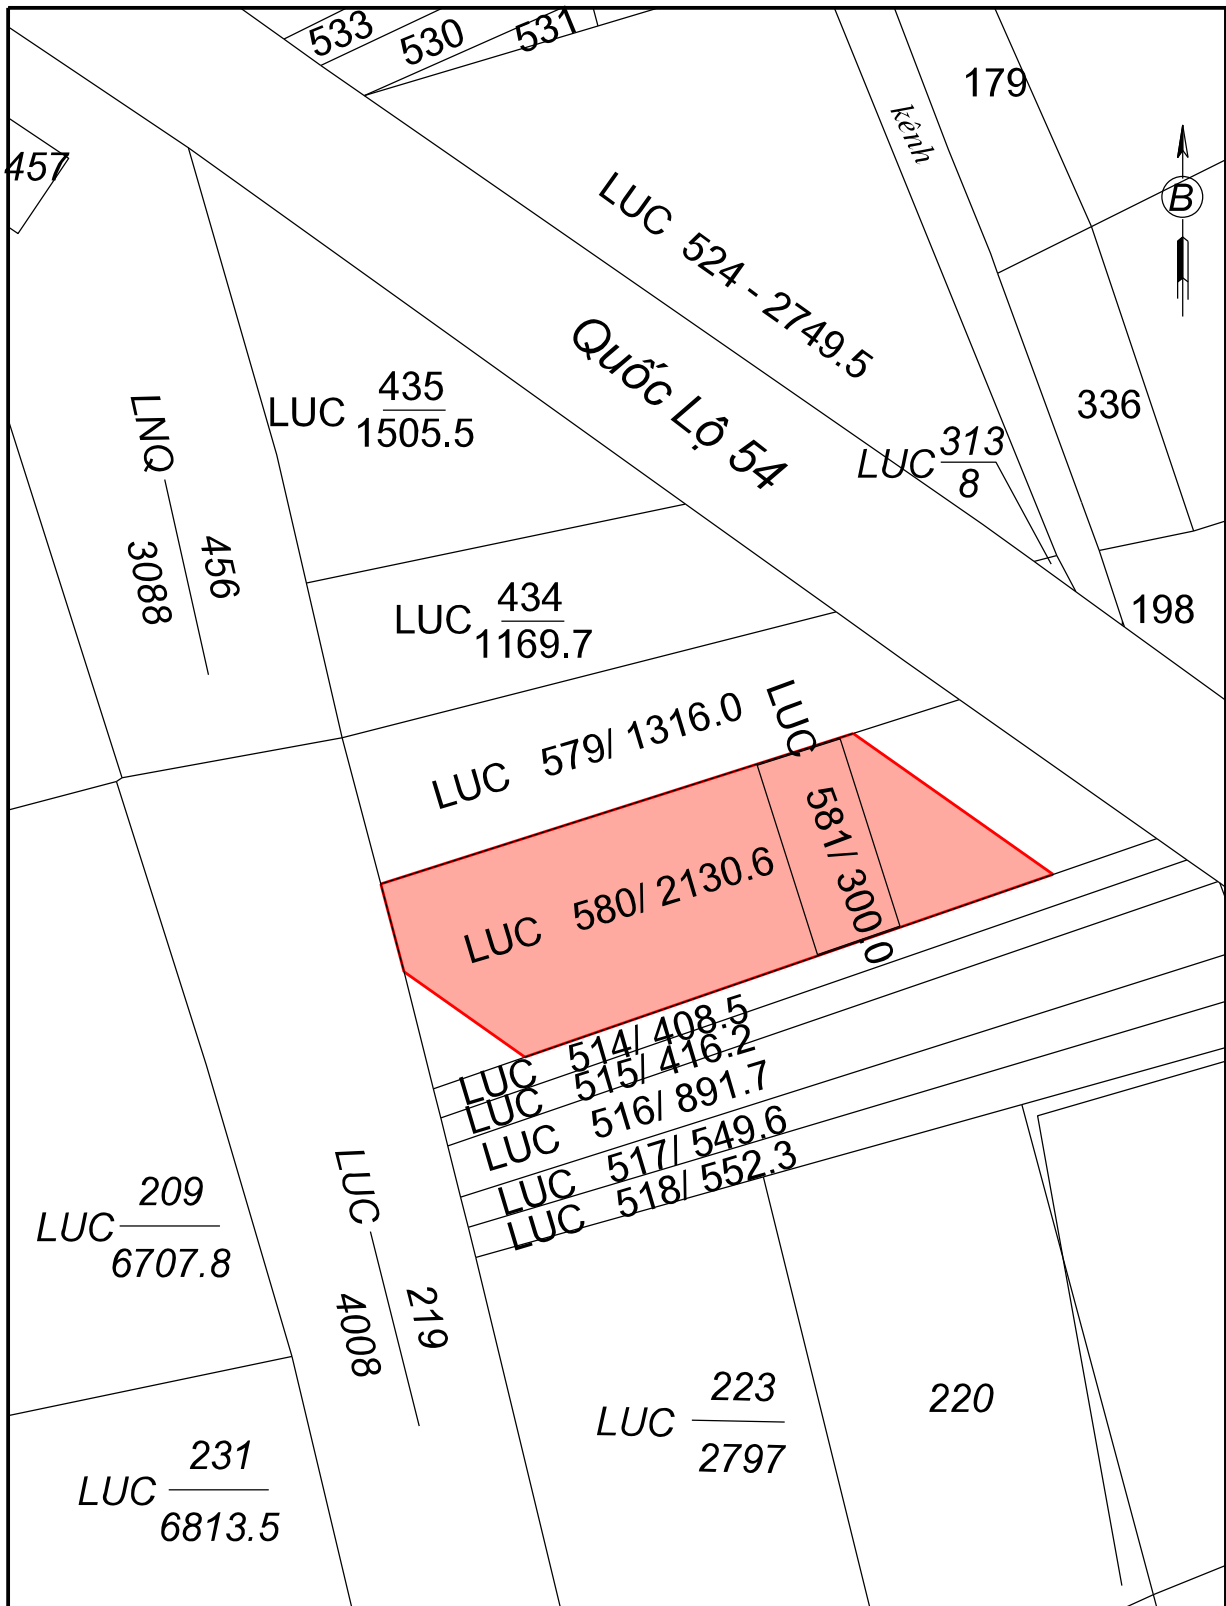 533
530
531
179
kênh
457
B
LUC 524 - 2749.5
Quốc Lộ 54
435
LUC
1505.5
336
LNQ
456
3088
313
LUC
8
434
LUC
1169.7
198
LUC 579/ 1316.0
LUC 581/ 300.0
LUC 580/ 2130.6
LUC 514/ 408.5
LUC 515/ 416.2
LUC 516/ 891.7
LUC 517/ 549.6
LUC 518/ 552.3
209
LUC
6707.8
LUC
219
4008
223
LUC
2797
220
231
LUC
6813.5